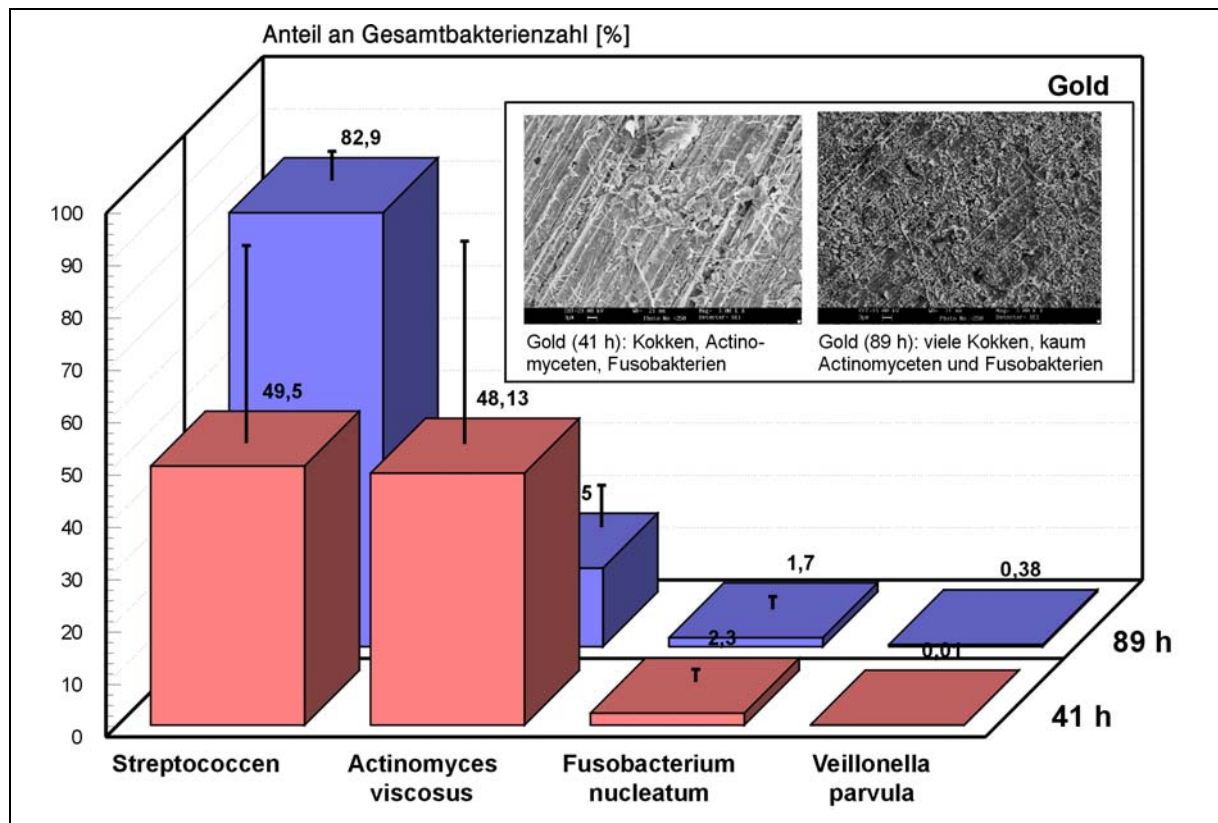 Anteil an Gesamtbakterienzahl [%]
Gold
82,9
100
90
80
70
60
50
40
30
20
10
0
49,5
48,13
5
1,7
0,38
2,3
0,01
Gold (41 h): Kokken, Actino-
myceten, Fusobakterien
Gold (89 h): viele Kokken, kaum
Actinomyceten und Fusobakterien
89 h
41 h
Streptococcen
Actinomyces
viscosus
Fusobacterium
nucleatum
Veillonella
parvula